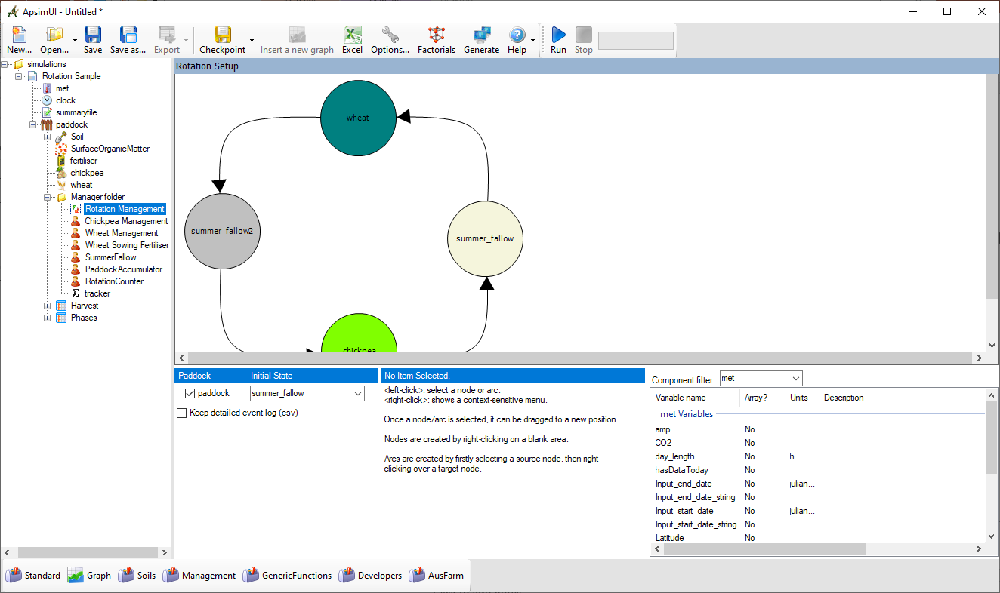 ApsimUI - Untitled *
New... Open... Save Save as... Export Checkpoint Insert a new graph Excel Options... Factorials Generate Help Run Stop
simulations
Rotation Sample
met
clock
summaryfile
paddock
Soil
SurfaceOrganicMatter
fertiliser
chickpea
wheat
Manager folder
Rotation Management
Chickpea Management
Wheat Management
Wheat Sowing Fertiliser
SummerFallow
PaddockAccumulator
RotationCounter
tracker
Harvest
Phases
Rotation Setup
wheat
summer_fallow2
summer_fallow
chickpea
Paddock Initial State
paddock summer_fallow
Keep detailed event log (csv)
No Item Selected.
<left-click>: select a node or arc.
<right-click>: shows a context-sensitive menu.
Once a node/arc is selected, it can be dragged to a new position.
Nodes are created by right-clicking on a blank area.
Arcs are created by firstly selecting a source node, then right-
clicking over a target node.
Component filter: met
Variable name Array? Units Description
met Variables
amp No
CO2 No
day_length No h
hasDataToday No
Input_end_date No julian...
Input_end_date_string No
Input_start_date No julian...
Input_start_date_string No
Latitude No
Standard Graph Soils Management GenericFunctions Developers AusFarm